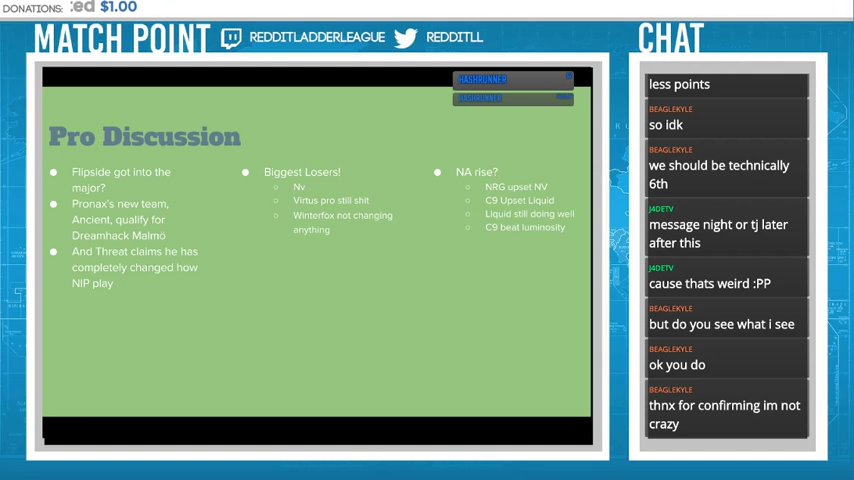 DONATIONS:
$1.00
MATCH POINT
REDDITLADDERLEAGUE
REDDITLL
CHAT
HASHRUNNER
HASHRUNNER
Pro Discussion
Flipside got into the
major?
Pronax's new team,
Ancient, qualify for
Dreamhack Malmö
And Threat claims he has
completely changed how
NIP play
Biggest Losers!
Nv
Virtus pro still shit
Winterfox not changing
anything
NA rise?
NRG upset NV
C9 Upset Liquid
Liquid still doing well
C9 beat luminosity
less points
BEAGLEKYLE
so idk
BEAGLEKYLE
we should be technically
6th
J4DETV
message night or tj later
after this
J4DETV
cause thats weird :PP
BEAGLEKYLE
but do you see what i see
BEAGLEKYLE
ok you do
BEAGLEKYLE
thnx for confirming im not
crazy